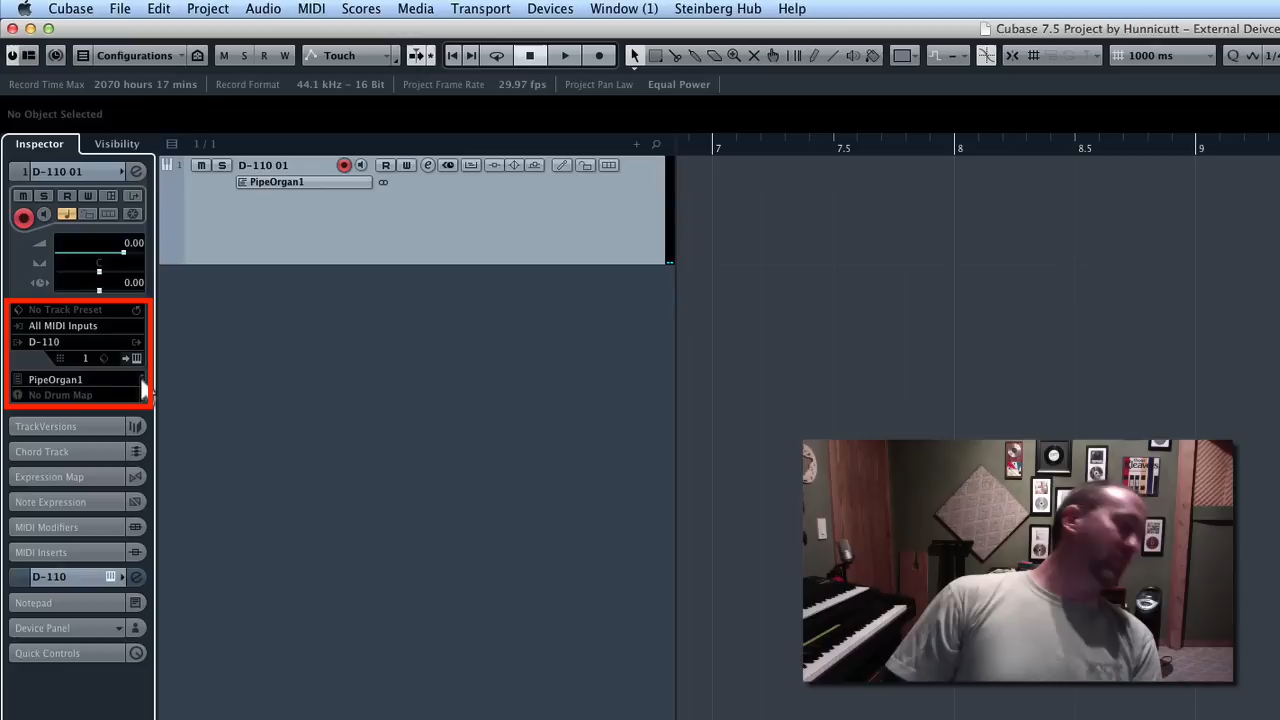 Cubase File Edit Project Audio MIDI Scores Media Transport Devices Window (1) Steinberg Hub Help
Cubase 7.5 Project by Hunnicutt – External Deivce
Configurations M S R W Touch 1000 ms Q 1/
Record Time Max 2070 hours 17 mins Record Format 44.1 kHz - 16 Bit Project Frame Rate 29.97 fps Project Pan Law Equal Power
No Object Selected
Inspector Visibility 1 / 1 7 7.5 8 8.5 9
1 D-110 01
M S R W
0.00
C
0.00
No Track Preset
All MIDI Inputs
D-110
1
PipeOrgan1
No Drum Map
TrackVersions
Chord Track
Expression Map
Note Expression
MIDI Modifiers
MIDI Inserts
D-110
Notepad
Device Panel
Quick Controls
1 M S D-110 01 R W e
PipeOrgan1